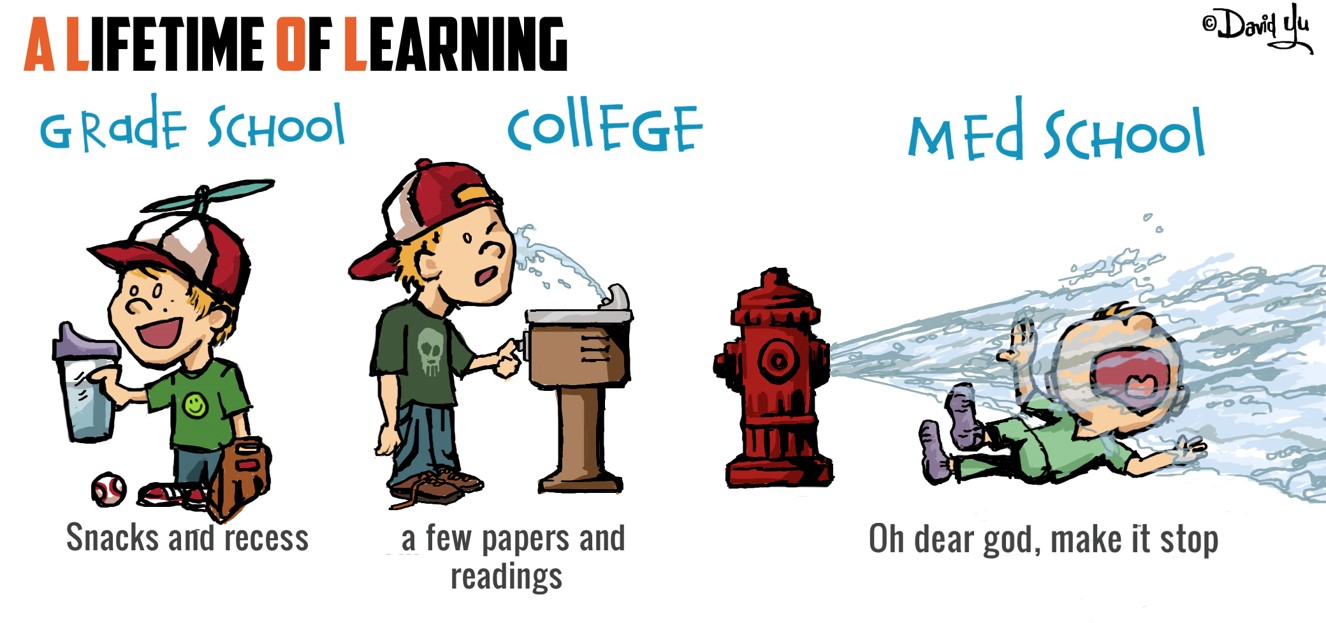 A LIFETIME OF LEARNING
© David Yu
GRadE SCHOOl
COllEGE
MEd SCHOOl
Snacks and recess
a few papers and
readings
Oh dear god, make it stop